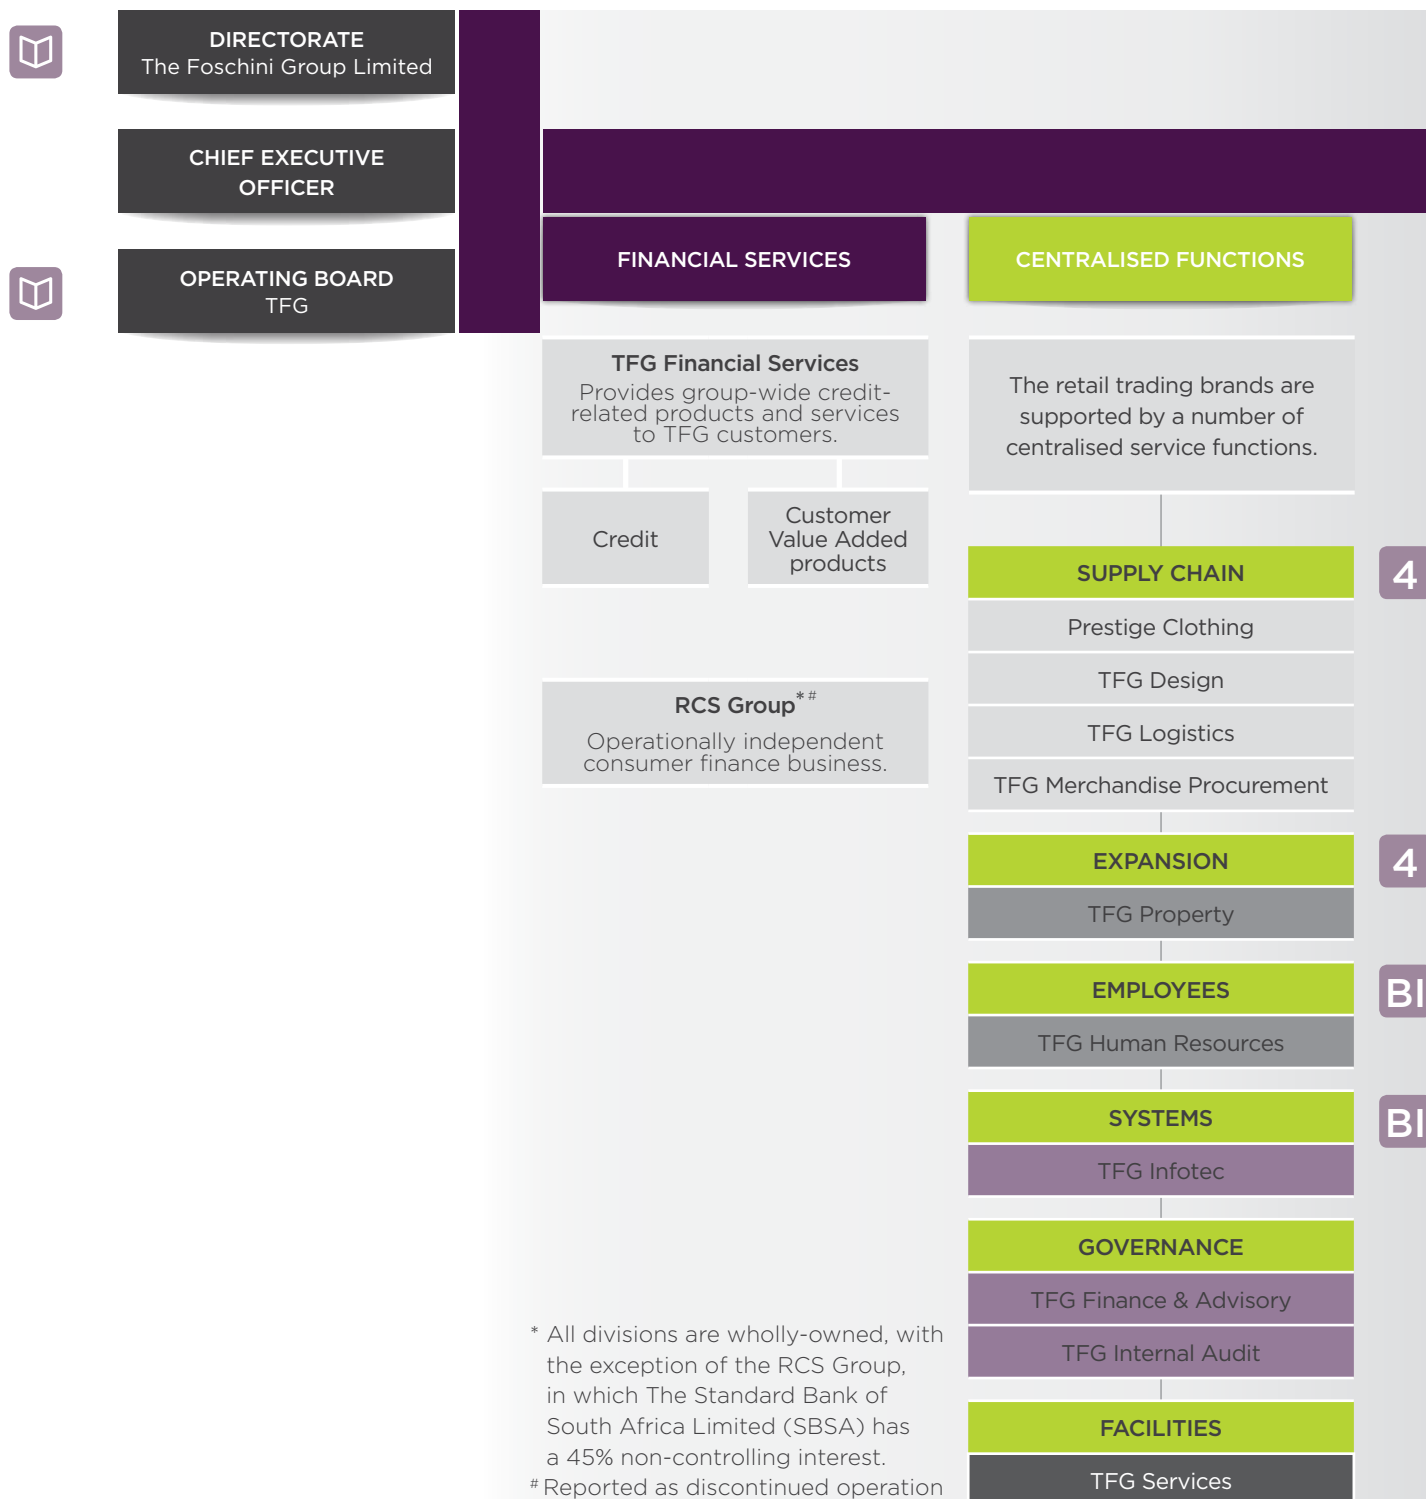 DIRECTORATE
The Foschini Group Limited
CHIEF EXECUTIVE
OFFICER
OPERATING BOARD
TFG
FINANCIAL SERVICES
TFG Financial Services
Provides group-wide credit-
related products and services
to TFG customers.
Credit
Customer
Value Added
products
RCS Group*#
Operationally independent
consumer finance business.
* All divisions are wholly-owned, with
the exception of the RCS Group,
in which The Standard Bank of
South Africa Limited (SBSA) has
a 45% non-controlling interest.
# Reported as discontinued operation
CENTRALISED FUNCTIONS
The retail trading brands are
supported by a number of
centralised service functions.
SUPPLY CHAIN
4
Prestige Clothing
TFG Design
TFG Logistics
TFG Merchandise Procurement
EXPANSION
4
TFG Property
EMPLOYEES
BI
TFG Human Resources
SYSTEMS
BI
TFG Infotec
GOVERNANCE
TFG Finance & Advisory
TFG Internal Audit
FACILITIES
TFG Services